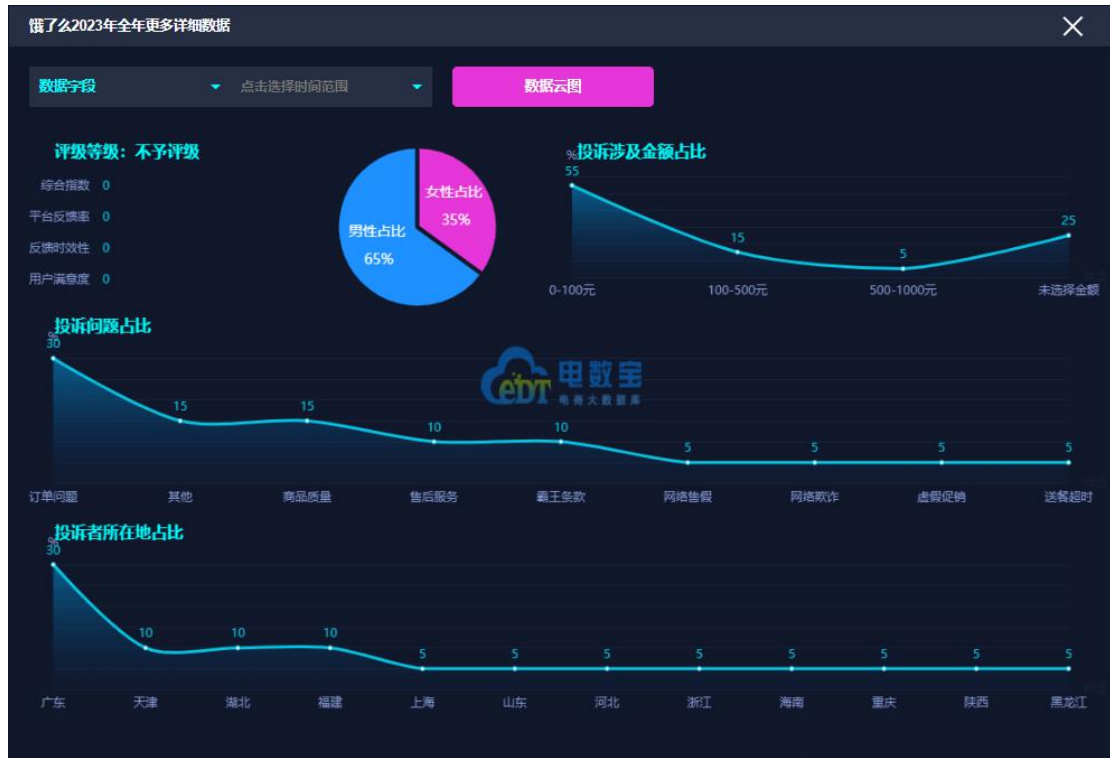 饿了么2023年全年更多详细数据
数据字段 点击选择时间范围 数据云图
评级等级：不予评级
综合指数 0
平台反馈率 0
反馈时效性 0
用户满意度 0
女性占比
35%
男性占比
65%
%投诉涉及金额占比
55 15 5 25
0-100元 100-500元 500-1000元 未选择金额
投诉问题占比
%
30 15 15 10 10 5 5 5 5
订单问题 其他 商品质量 售后服务 霸王条款 网络售假 网络欺诈 虚假促销 送餐超时
eDT 电数宝
电商大数据库
投诉者所在地占比
%
30 10 10 10 5 5 5 5 5 5 5 5
广东 天津 湖北 福建 上海 山东 河北 浙江 海南 重庆 陕西 黑龙江